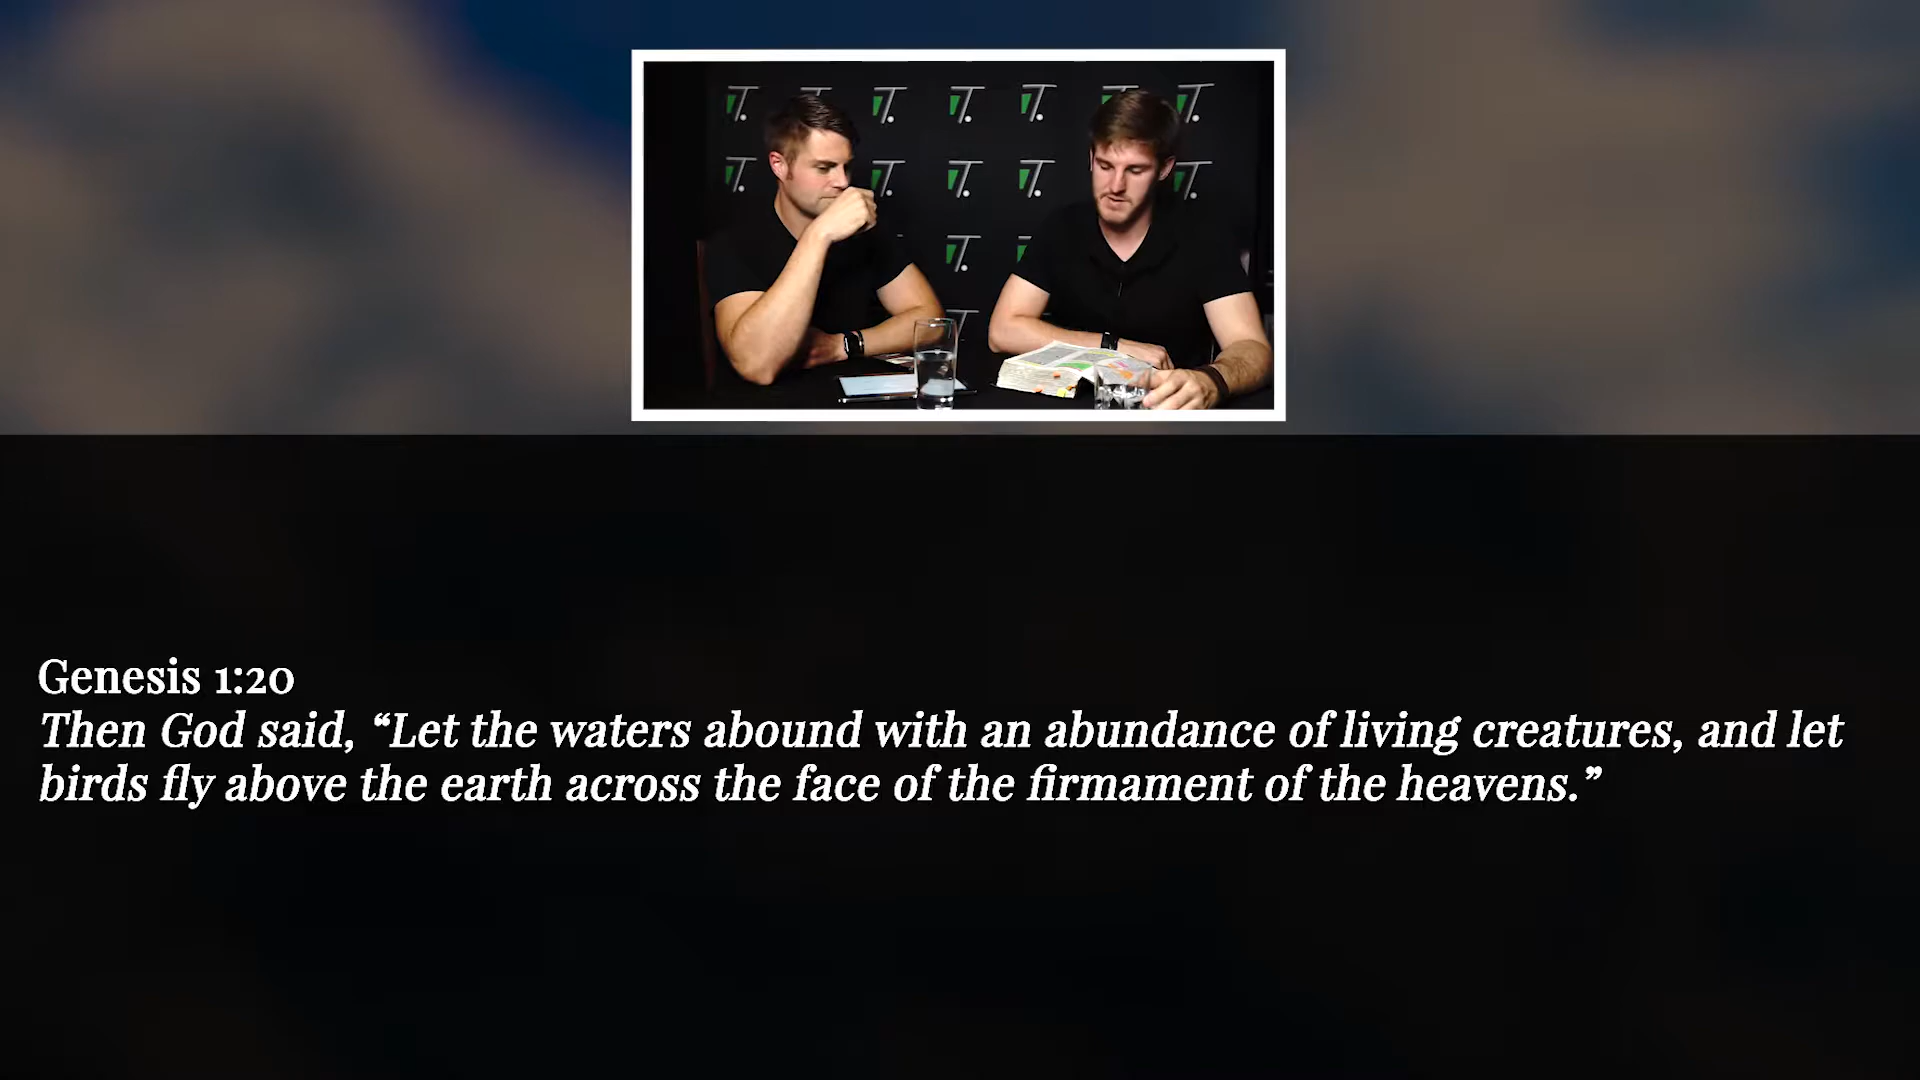 Genesis 1:20
Then God said, “Let the waters abound with an abundance of living creatures, and let
birds fly above the earth across the face of the firmament of the heavens.”